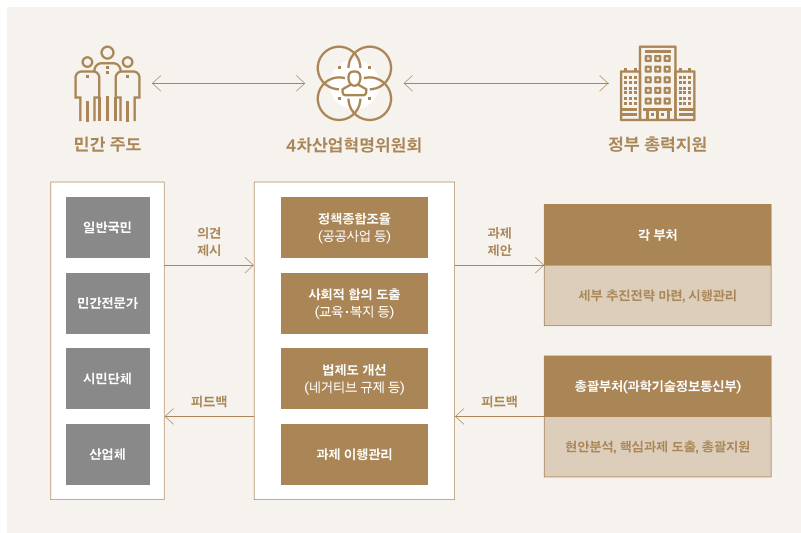 민간 주도
4차산업혁명위원회
정부 총력지원
일반국민
민간전문가
시민단체
산업체
의견
제시
피드백
정책종합조율
(공공사업 등)
사회적 합의 도출
(교육·복지 등)
법제도 개선
(네거티브 규제 등)
과제 이행관리
과제
제안
피드백
각 부처
세부 추진전략 마련, 시행관리
총괄부처(과학기술정보통신부)
현안분석, 핵심과제 도출, 총괄지원